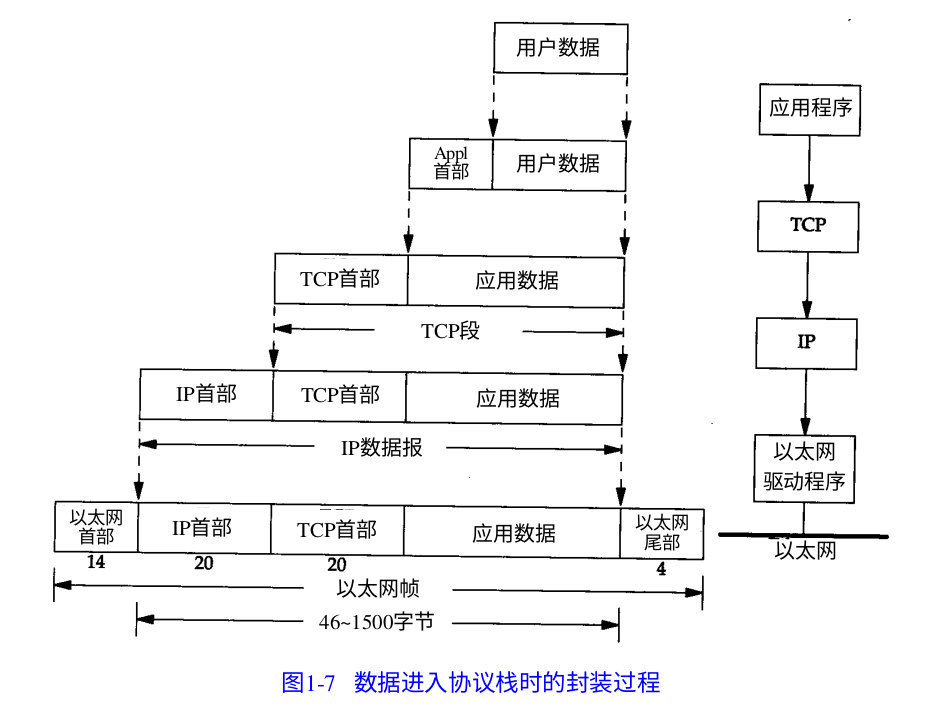 用户数据
应用程序
Appl
首部
用户数据
TCP
TCP首部
应用数据
TCP段
IP
IP首部
TCP首部
应用数据
IP数据报
以太网
驱动程序
以太网
首部
IP首部
TCP首部
应用数据
以太网
尾部
以太网
14
20
20
4
以太网帧
46~1500字节
图1-7 数据进入协议栈时的封装过程